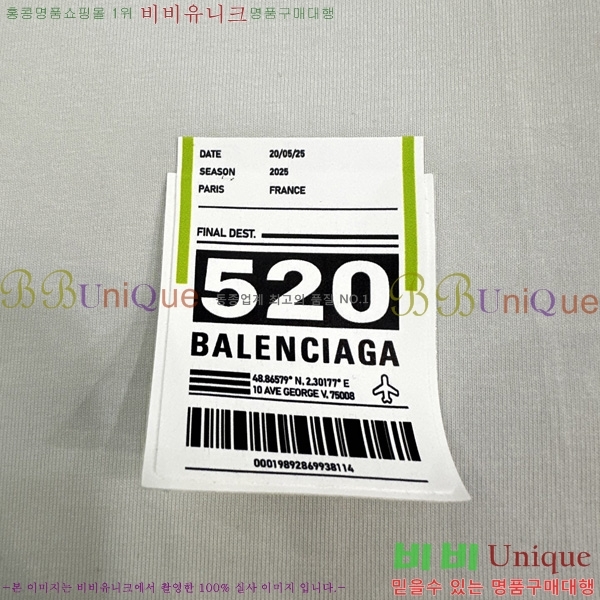 홍콩명품쇼핑몰 1위 비비유니크명품구매대행
DATE 20/05/25
SEASON 2025
PARIS FRANCE
FINAL DEST.
520
BBUniQue 동종업계 최고의 품질 NO.1 BBUniQue
BALENCIAGA
48.86579° N, 2.30177° E
10 AVE GEORGE V, 75008
00019892869938114
비비 Unique
믿을수 있는 명품구매대행
-본 이미지는 비비유니크에서 촬영한 100% 실사 이미지 입니다.-